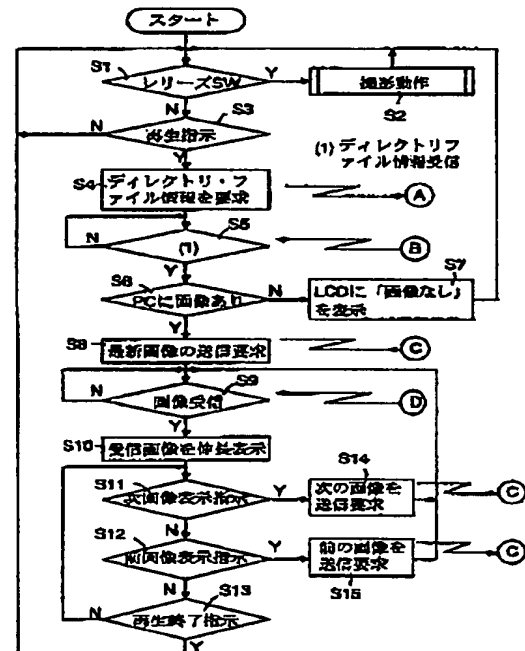 スタート
S1
レリーズSW
Y
撮影動作
S2
N
S3
N
再生指示
Y
(1) ディレクトリフ
ァイル情報受信
S4
ディレクトリ・フ
ァイル情報を要求
A
S5
N
(1)
B
Y
S6
PCに画像あり
N
S7
LCDに「画像なし」
を表示
Y
S8
最新画像の送信要求
C
S9
N
画像受信
D
Y
S10
受信画像を伸長表示
S11
次画像表示指示
Y
S14
次の画像を
送信要求
C
N
S12
前画像表示指示
Y
前の画像を
送信要求
C
S15
N
S13
N
再生終了指示
Y